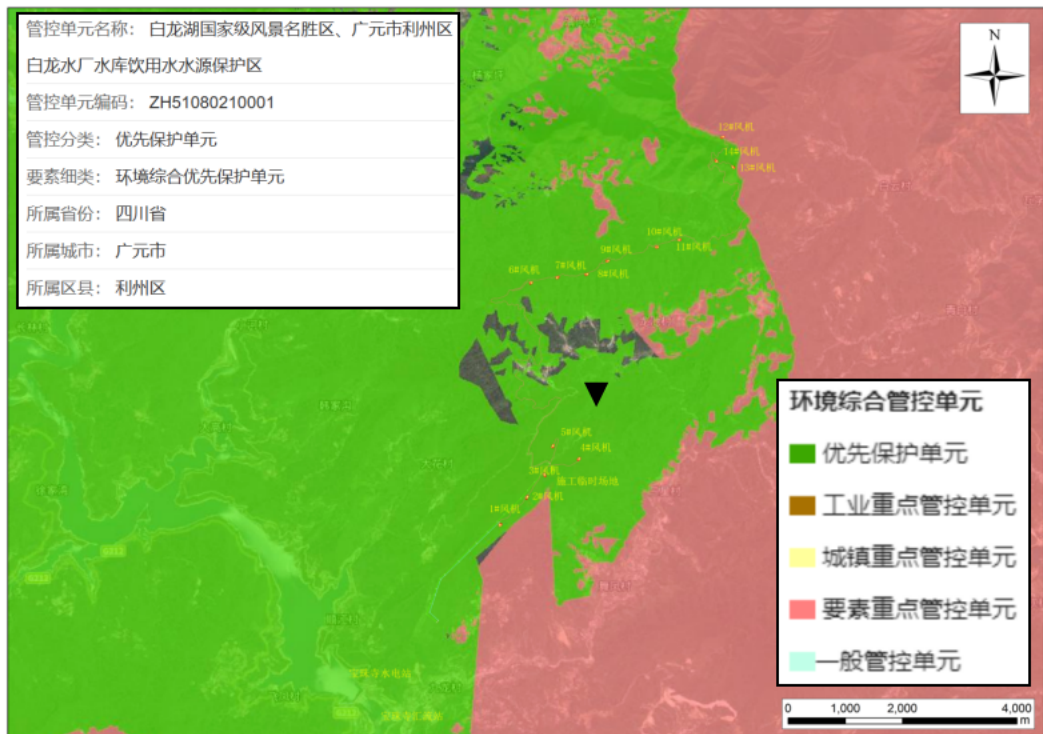 管控单元名称： 白龙湖国家级风景名胜区、广元市利州区
白龙水厂水库饮用水水源保护区
管控单元编码： ZH51080210001
管控分类： 优先保护单元
要素细类： 环境综合优先保护单元
所属省份： 四川省
所属城市： 广元市
所属区县： 利州区
N
12#风机
14#风机
13#风机
10#风机
11#风机
9#风机
8#风机
7#风机
6#风机
5#风机
4#风机
3#风机
施工临时场地
2#风机
1#风机
大花村
宝珠寺水电站
环境综合管控单元
优先保护单元
工业重点管控单元
城镇重点管控单元
要素重点管控单元
一般管控单元
0 1,000 2,000 4,000
m